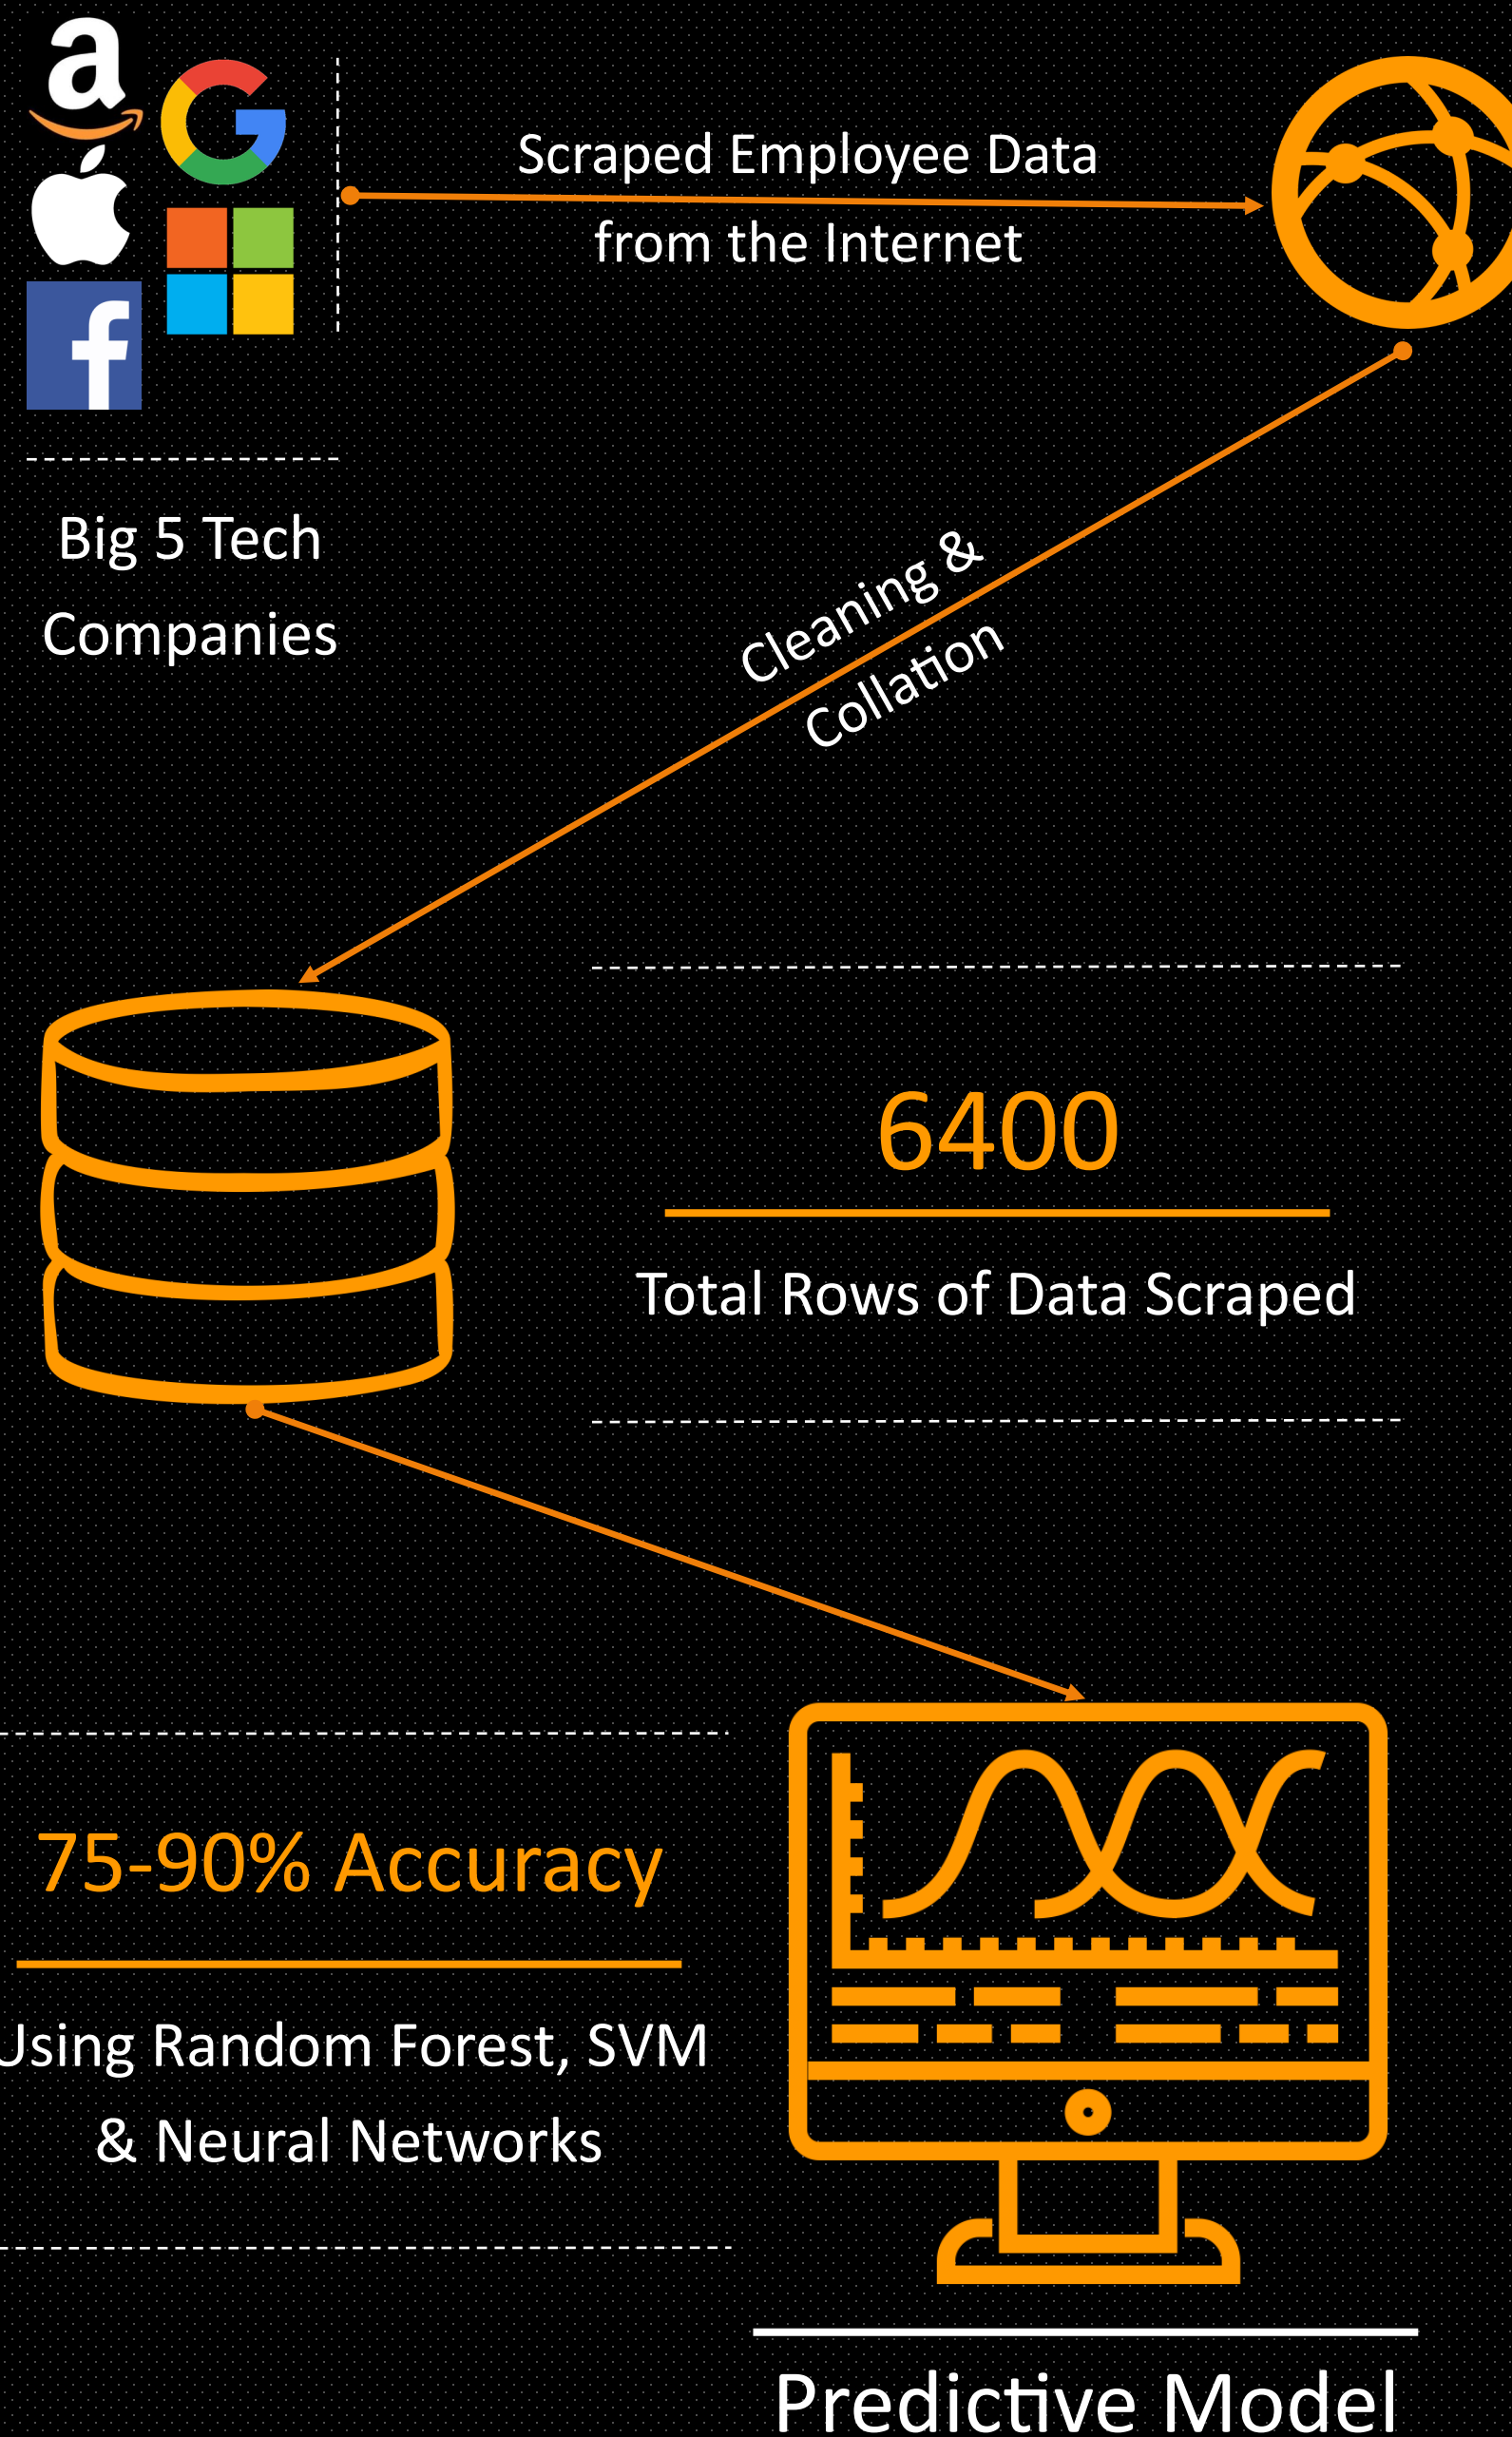 Scraped Employee Data
from the Internet
Big 5 Tech
Companies
Cleaning &
Collation
6400
Total Rows of Data Scraped
75-90% Accuracy
Using Random Forest, SVM
& Neural Networks
Predictive Model